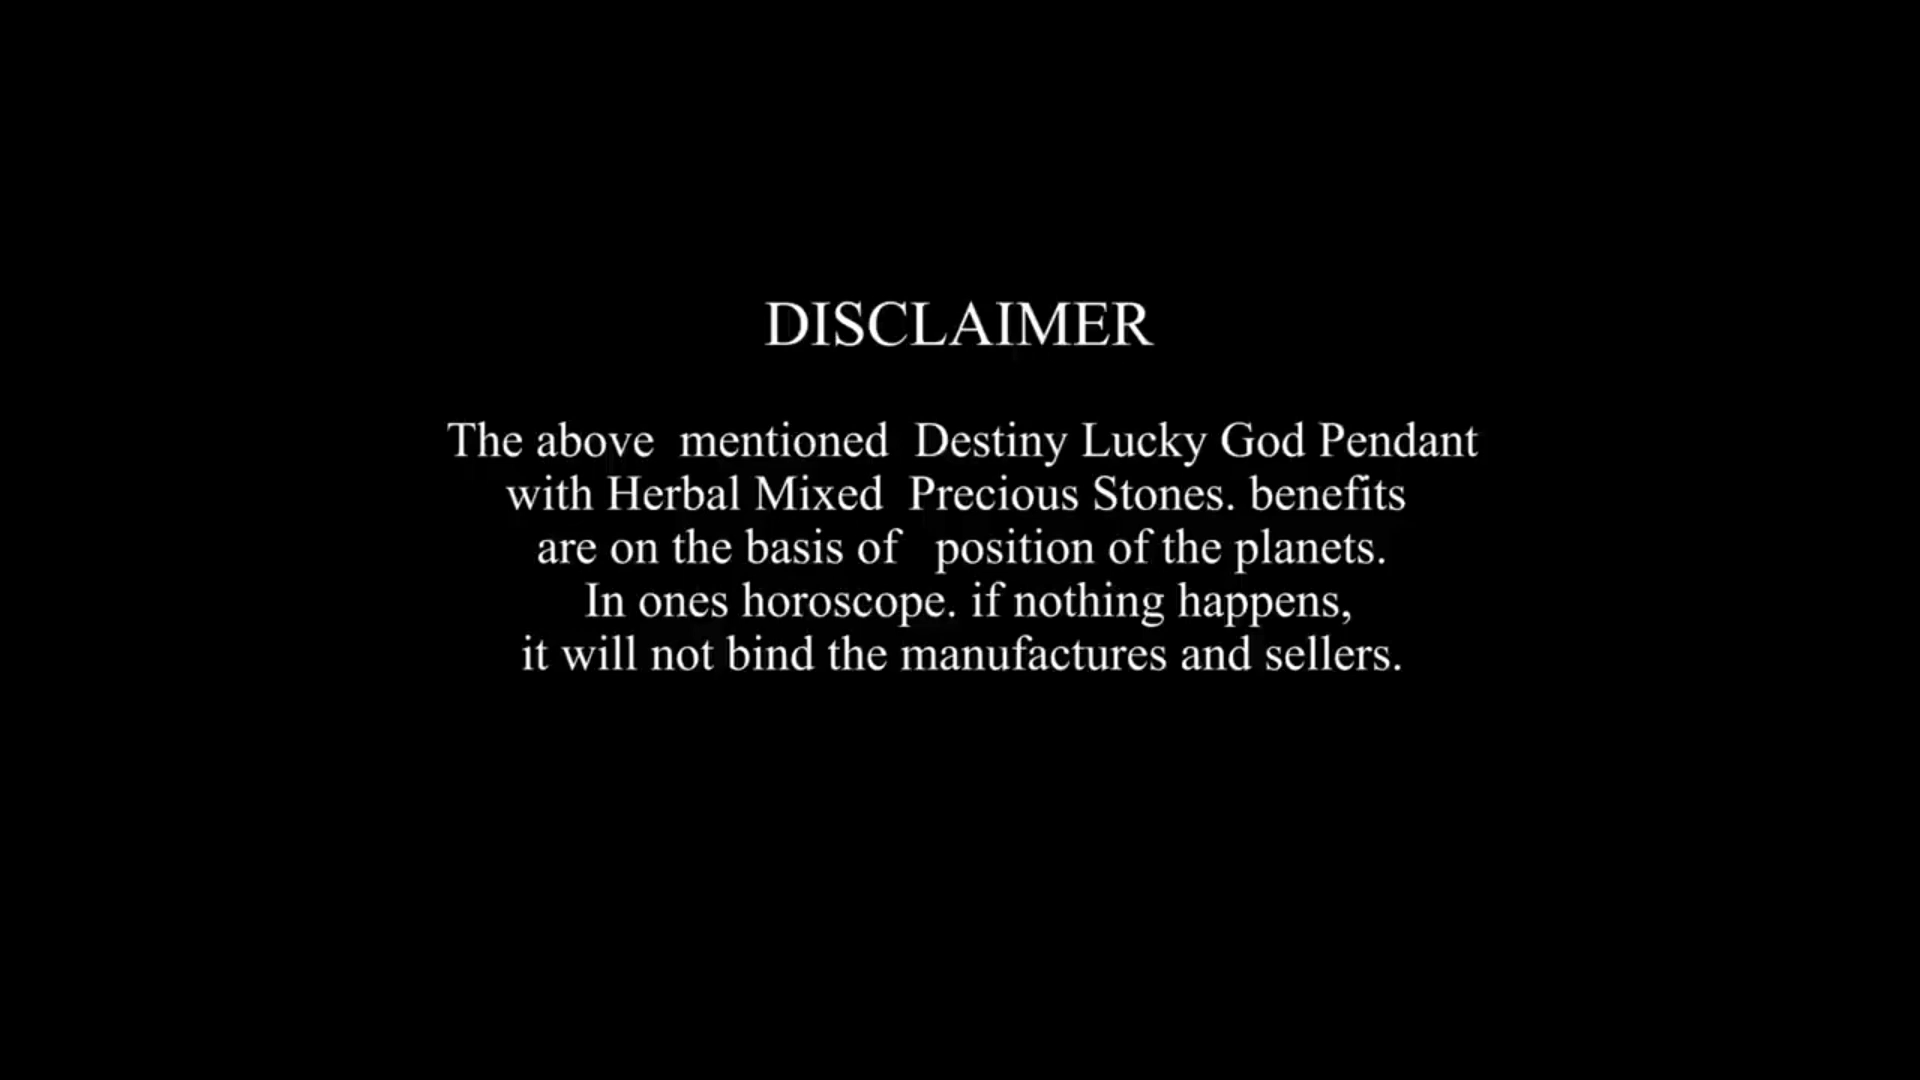 DISCLAIMER
The above mentioned Destiny Lucky God Pendant
with Herbal Mixed Precious Stones. benefits
are on the basis of position of the planets.
In ones horoscope. if nothing happens,
it will not bind the manufactures and sellers.